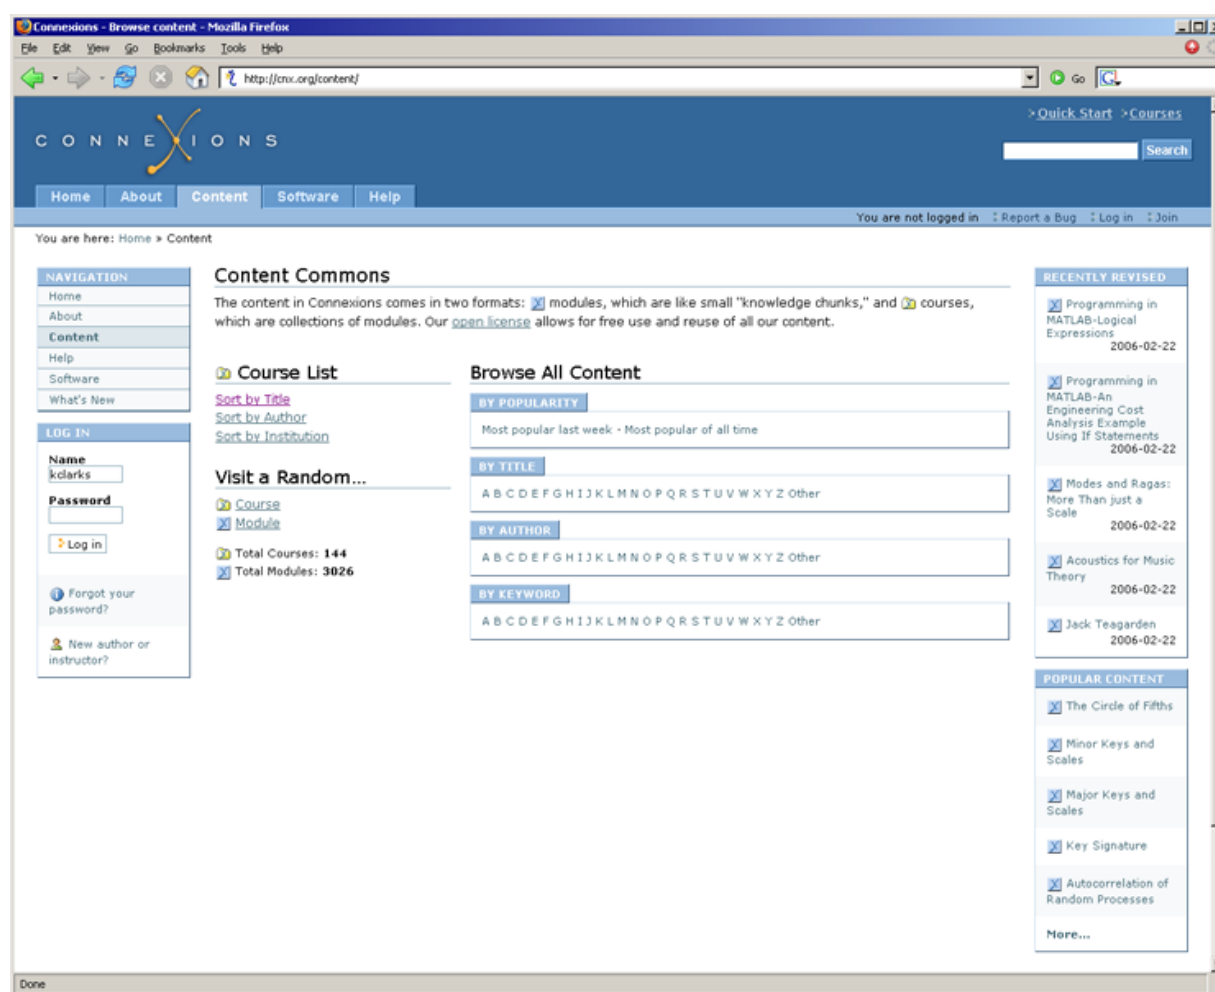 Connexions - Browse content - Mozilla Firefox
File Edit View Go Bookmarks Tools Help
http://cnx.org/content/
Go
G
>Quick Start >Courses
CONNEXIONS
Search
Home About Content Software Help
You are not logged in Report a Bug Log in Join
You are here: Home » Content
NAVIGATION
Home
About
Content
Help
Software
What's New
LOG IN
Name
kclarks
Password
Log in
Forgot your
password?
New author or
instructor?
Content Commons
The content in Connexions comes in two formats: X modules, which are like small "knowledge chunks," and courses,
which are collections of modules. Our open license allows for free use and reuse of all our content.
Course List
Sort by Title
Sort by Author
Sort by Institution
Visit a Random...
Course
Module
Total Courses: 144
Total Modules: 3026
Browse All Content
BY POPULARITY
Most popular last week · Most popular of all time
BY TITLE
A B C D E F G H I J K L M N O P Q R S T U V W X Y Z Other
BY AUTHOR
A B C D E F G H I J K L M N O P Q R S T U V W X Y Z Other
BY KEYWORD
A B C D E F G H I J K L M N O P Q R S T U V W X Y Z Other
RECENTLY REVISED
Programming in
MATLAB-Logical
Expressions
2006-02-22
Programming in
MATLAB-An
Engineering Cost
Analysis Example
Using If Statements
2006-02-22
Modes and Ragas:
More Than just a
Scale
2006-02-22
Acoustics for Music
Theory
2006-02-22
Jack Teagarden
2006-02-22
POPULAR CONTENT
The Circle of Fifths
Minor Keys and
Scales
Major Keys and
Scales
Key Signature
Autocorrelation of
Random Processes
More...
Done